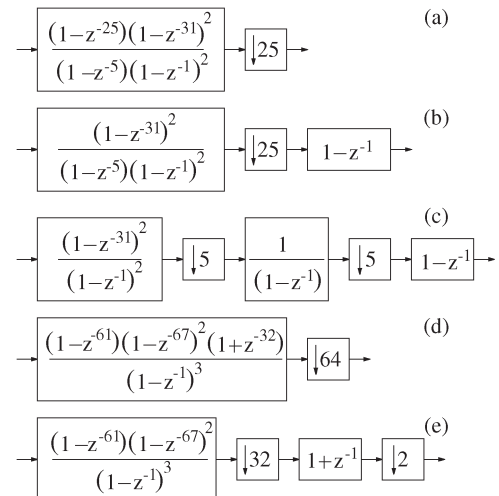 (a)
(1−z^-25)(1−z^-31)^2 / (1−z^-5)(1−z^-1)^2 ↓25
(b)
(1−z^-31)^2 / (1−z^-5)(1−z^-1)^2 ↓25 1−z^-1
(c)
(1−z^-31)^2 / (1−z^-1)^2 ↓5 1 / (1−z^-1) ↓5 1−z^-1
(d)
(1−z^-61)(1−z^-67)^2(1+z^-32) / (1−z^-1)^3 ↓64
(e)
(1−z^-61)(1−z^-67)^2 / (1−z^-1)^3 ↓32 1+z^-1 ↓2